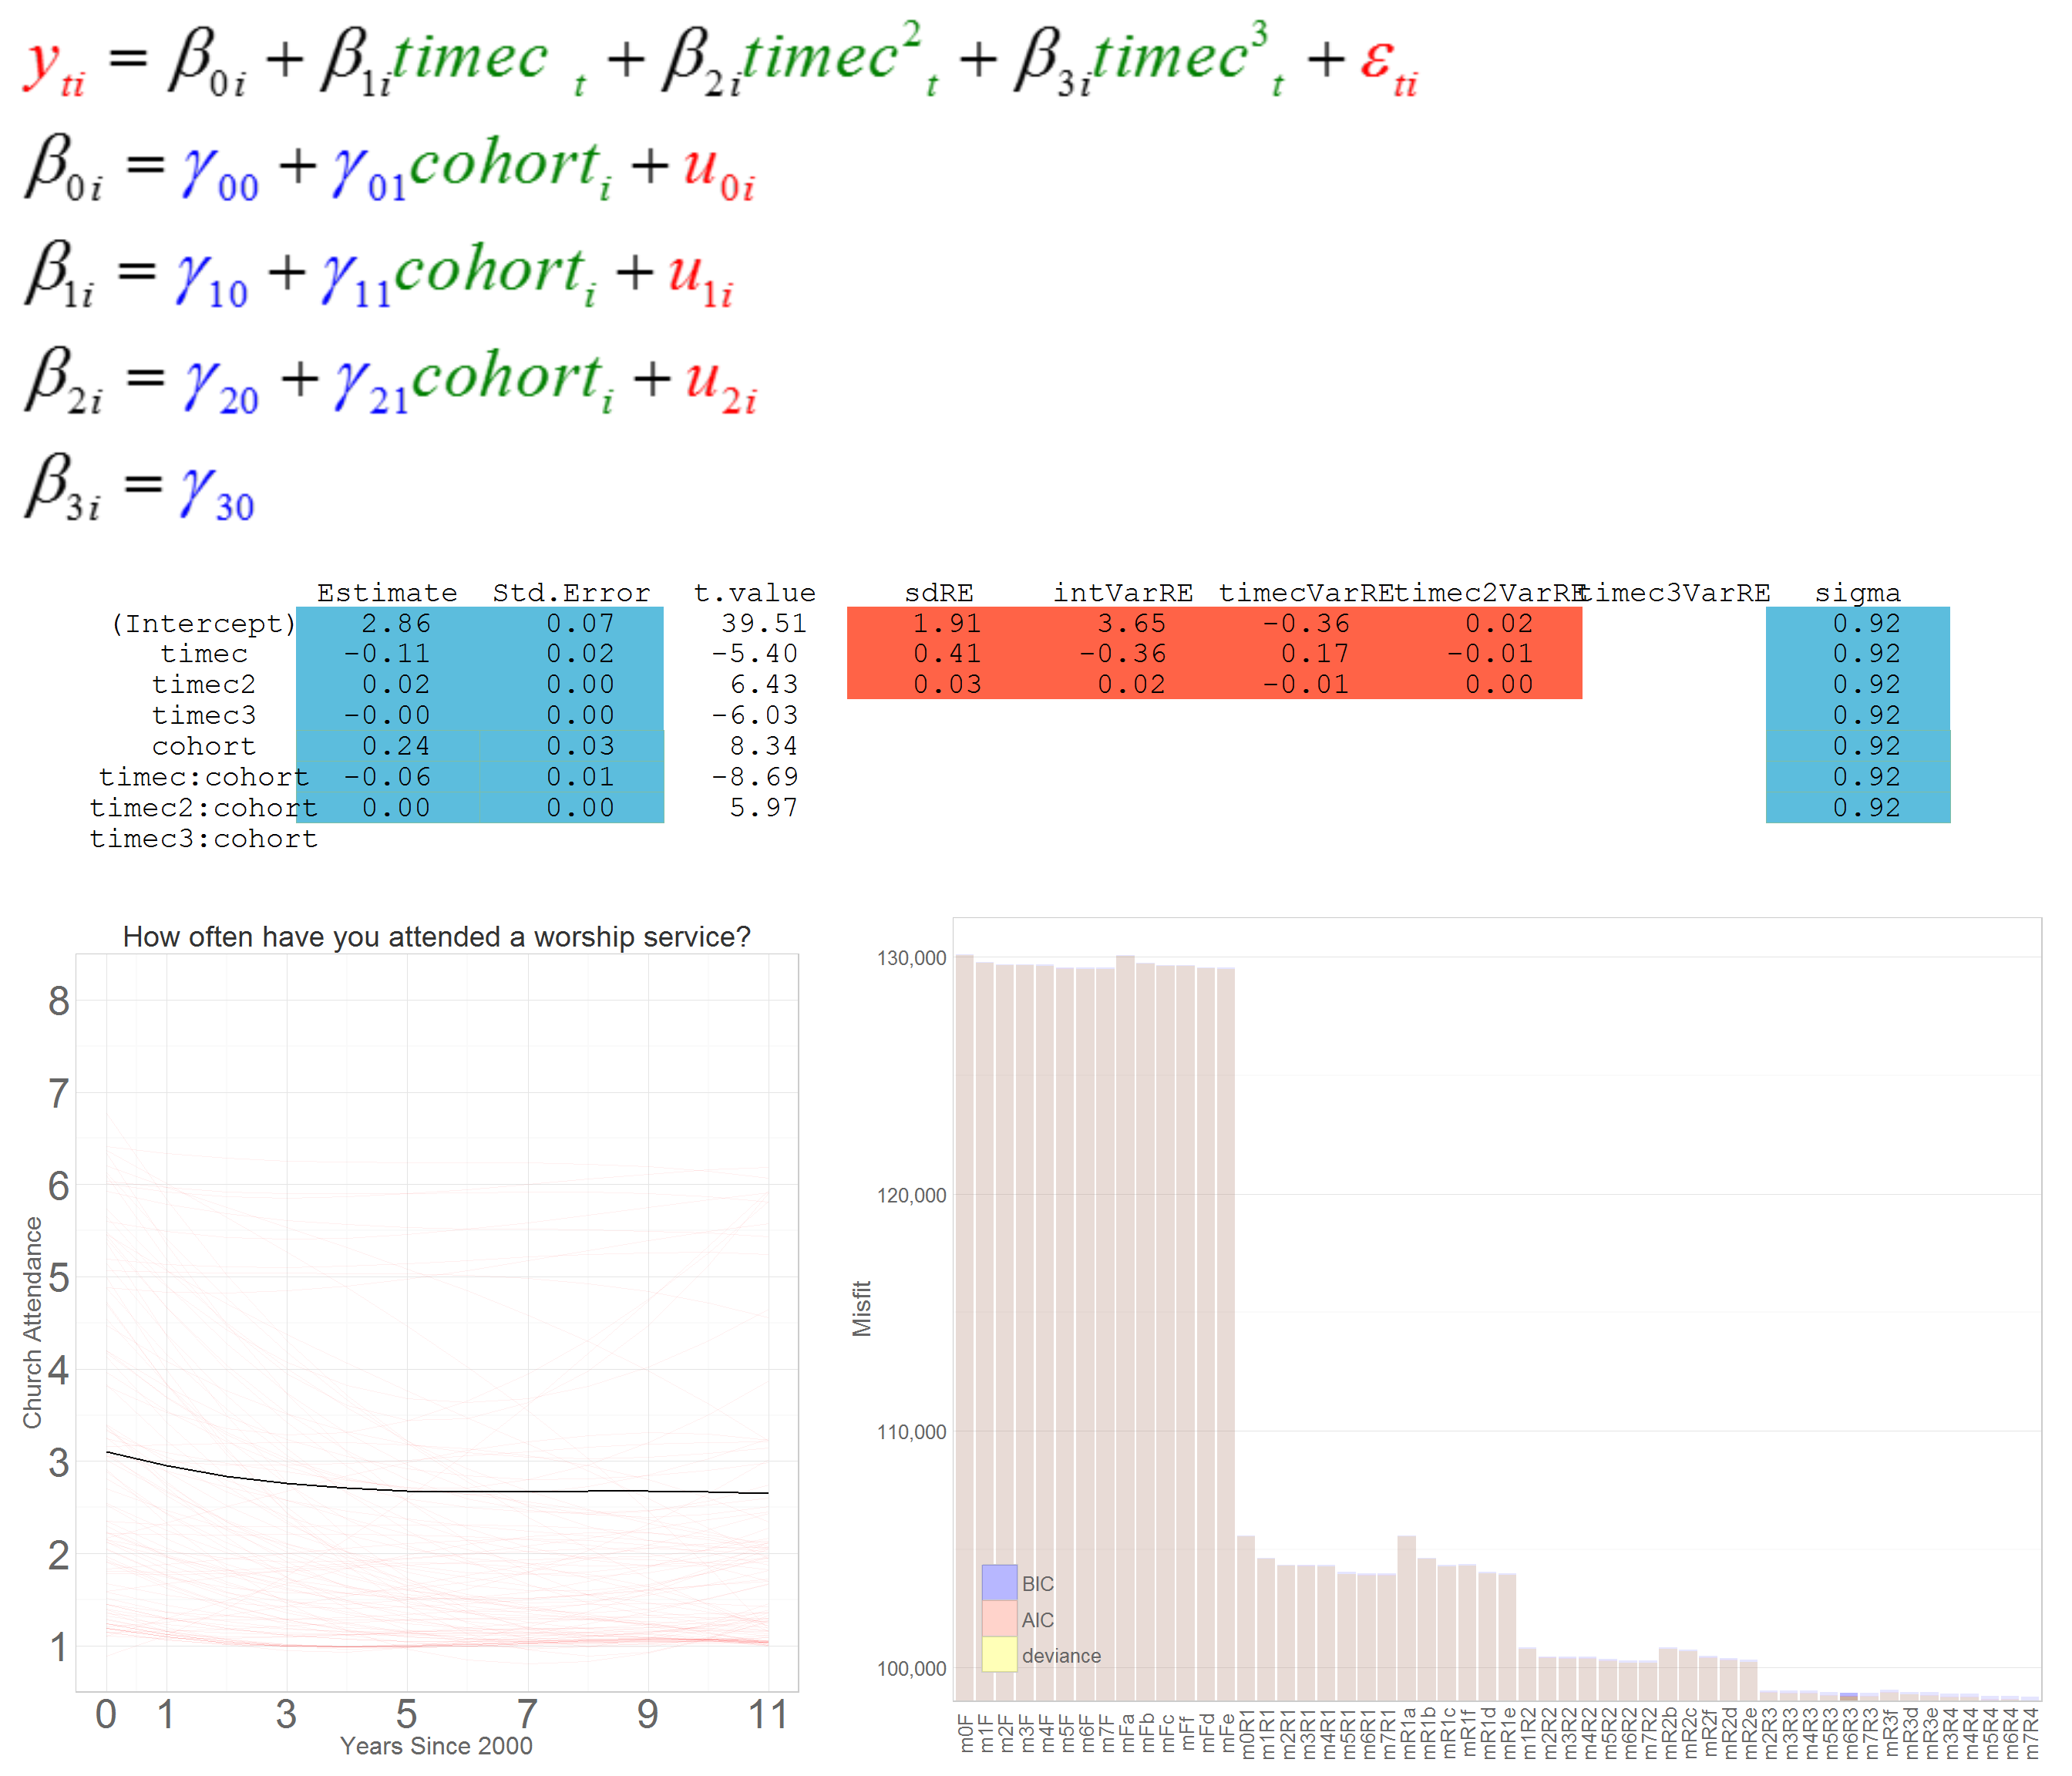 y_ti = β_0i + β_1i timec_t + β_2i timec²_t + β_3i timec³_t + ε_ti
β_0i = γ_00 + γ_01 cohort_i + u_0i
β_1i = γ_10 + γ_11 cohort_i + u_1i
β_2i = γ_20 + γ_21 cohort_i + u_2i
β_3i = γ_30
Estimate Std.Error t.value sdRE intVarRE timecVarRE timec2VarRE timec3VarRE sigma
(Intercept) 2.86 0.07 39.51 1.91 3.65 -0.36 0.02 0.92
timec -0.11 0.02 -5.40 0.41 -0.36 0.17 -0.01 0.92
timec2 0.02 0.00 6.43 0.03 0.02 -0.01 0.00 0.92
timec3 -0.00 0.00 -6.03 0.92
cohort 0.24 0.03 8.34 0.92
timec:cohort -0.06 0.01 -8.69 0.92
timec2:cohort 0.00 0.00 5.97 0.92
timec3:cohort
How often have you attended a worship service?
8
7
6
5
4
3
2
1
Church Attendance
0 1 3 5 7 9 11
Years Since 2000
130,000
120,000
110,000
100,000
Misfit
BIC
AIC
deviance
m0F m1F m2F m3F m4F m5F m6F m7F mFa mFb mFc mFf mFd mFe m0R1 m1R1 m2R1 m3R1 m4R1 m5R1 m6R1 m7R1 mR1a mR1b mR1c mR1f mR1d mR1e m1R2 m2R2 m3R2 m4R2 m5R2 m6R2 m7R2 mR2b mR2c mR2f mR2d mR2e m2R3 m3R3 m4R3 m5R3 m6R3 m7R3 mR3f mR3d mR3e m3R4 m4R4 m5R4 m6R4 m7R4